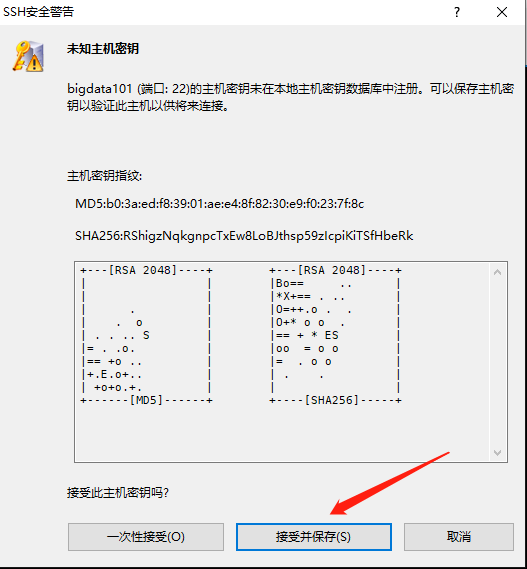 SSH安全警告
未知主机密钥
bigdata101 (端口: 22)的主机密钥未在本地主机密钥数据库中注册。可以保存主机密
钥以验证此主机以供将来连接。
主机密钥指纹:
MD5:b0:3a:ed:f8:39:01:ae:e4:8f:82:30:e9:f0:23:7f:8c
SHA256:RShigzNqkgnpcTxEw8LoBJthsp59zIcpiKiTSfHbeRk
+---[RSA 2048]----+        +---[RSA 2048]----+
|                 |        |Bo==     ..      |
|                 |        |*X+== . ..       |
|      .          |        |O=++.o .  .      |
|    .  o         |        |O+* o o  .       |
| . . .. S        |        |== + * ES        |
|= . .o.          |        |oo  = o o        |
|== +o ..         |        |=  . o o         |
|+.E.o+..         |        | .    .          |
| +o+o.+.         |        |                 |
+------[MD5]------+        +----[SHA256]-----+
接受此主机密钥吗?
一次性接受(O) 接受并保存(S) 取消